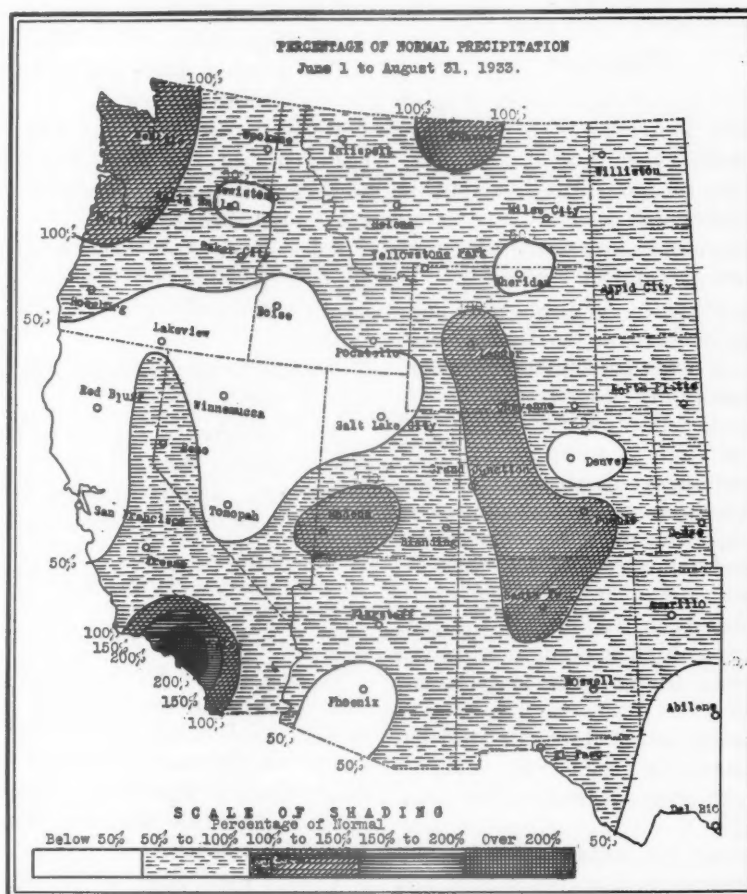 PERCENTAGE OF NORMAL PRECIPITATION
June 1 to August 31, 1933.
100%
100%
100%
Spokane
Kalispell
Williston
Lewiston
Helena
Miles City
100%
Baker City
Yellowstone Park
Sheridan
Rapid City
Roseburg
Boise
50%
Lakeview
Pocatello
Lander
Red Bluff
Winnemucca
North Platte
Cheyenne
Salt Lake City
Reno
Denver
Grand Junction
San Francisco
Tonopah
Modena
Pueblo
Blanding
Dodge
50%
Fresno
Santa Fe
Flagstaff
Amarillo
100%
150%
200%
200%
150%
100%
Roswell
Phoenix
Abilene
50%
50%
El Paso
Del Rio
50%
SCALE OF SHADING
Percentage of Normal
Below 50% 50% to 100% 100% to 150% 150% to 200% Over 200%